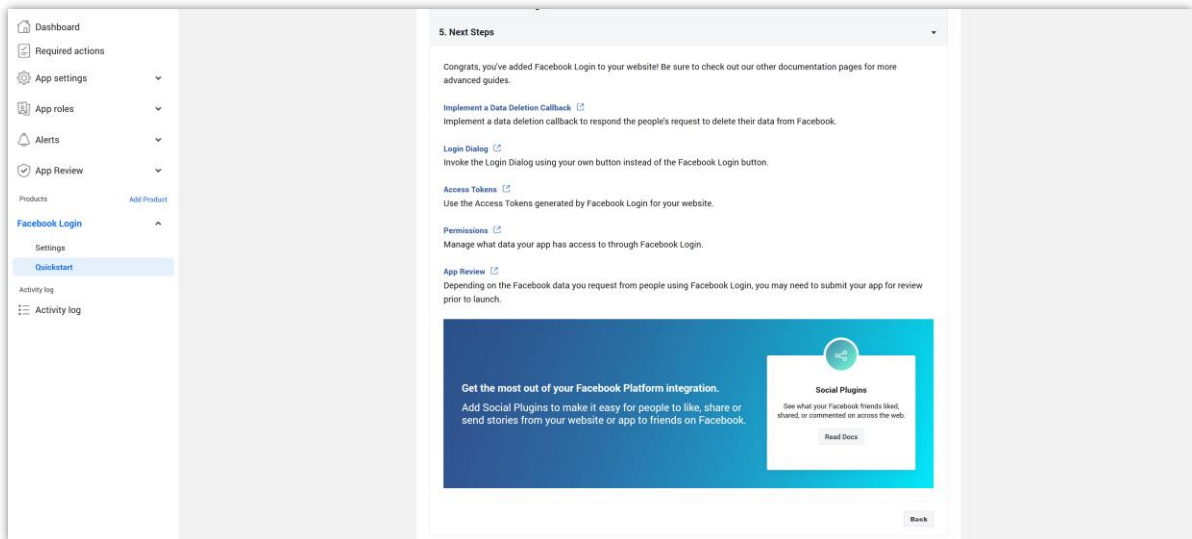 Dashboard
Required actions
App settings
App roles
Alerts
App Review
Products
Add Product
Facebook Login
Settings
Quickstart
Activity log
Activity log
5. Next Steps
Congrats, you've added Facebook Login to your website! Be sure to check out our other documentation pages for more
advanced guides.
Implement a Data Deletion Callback
Implement a data deletion callback to respond the people's request to delete their data from Facebook.
Login Dialog
Invoke the Login Dialog using your own button instead of the Facebook Login button.
Access Tokens
Use the Access Tokens generated by Facebook Login for your website.
Permissions
Manage what data your app has access to through Facebook Login.
App Review
Depending on the Facebook data you request from people using Facebook Login, you may need to submit your app for review
prior to launch.
Get the most out of your Facebook Platform integration.
Add Social Plugins to make it easy for people to like, share or
send stories from your website or app to friends on Facebook.
Social Plugins
See what your Facebook friends liked,
shared, or commented on across the web.
Read Docs
Back